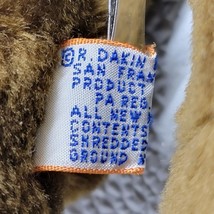 ©R. DAKIN
SAN FRAN
PRODUCT
PA REG
ALL NEW
CONTENTS
SHREDDED
GROUND